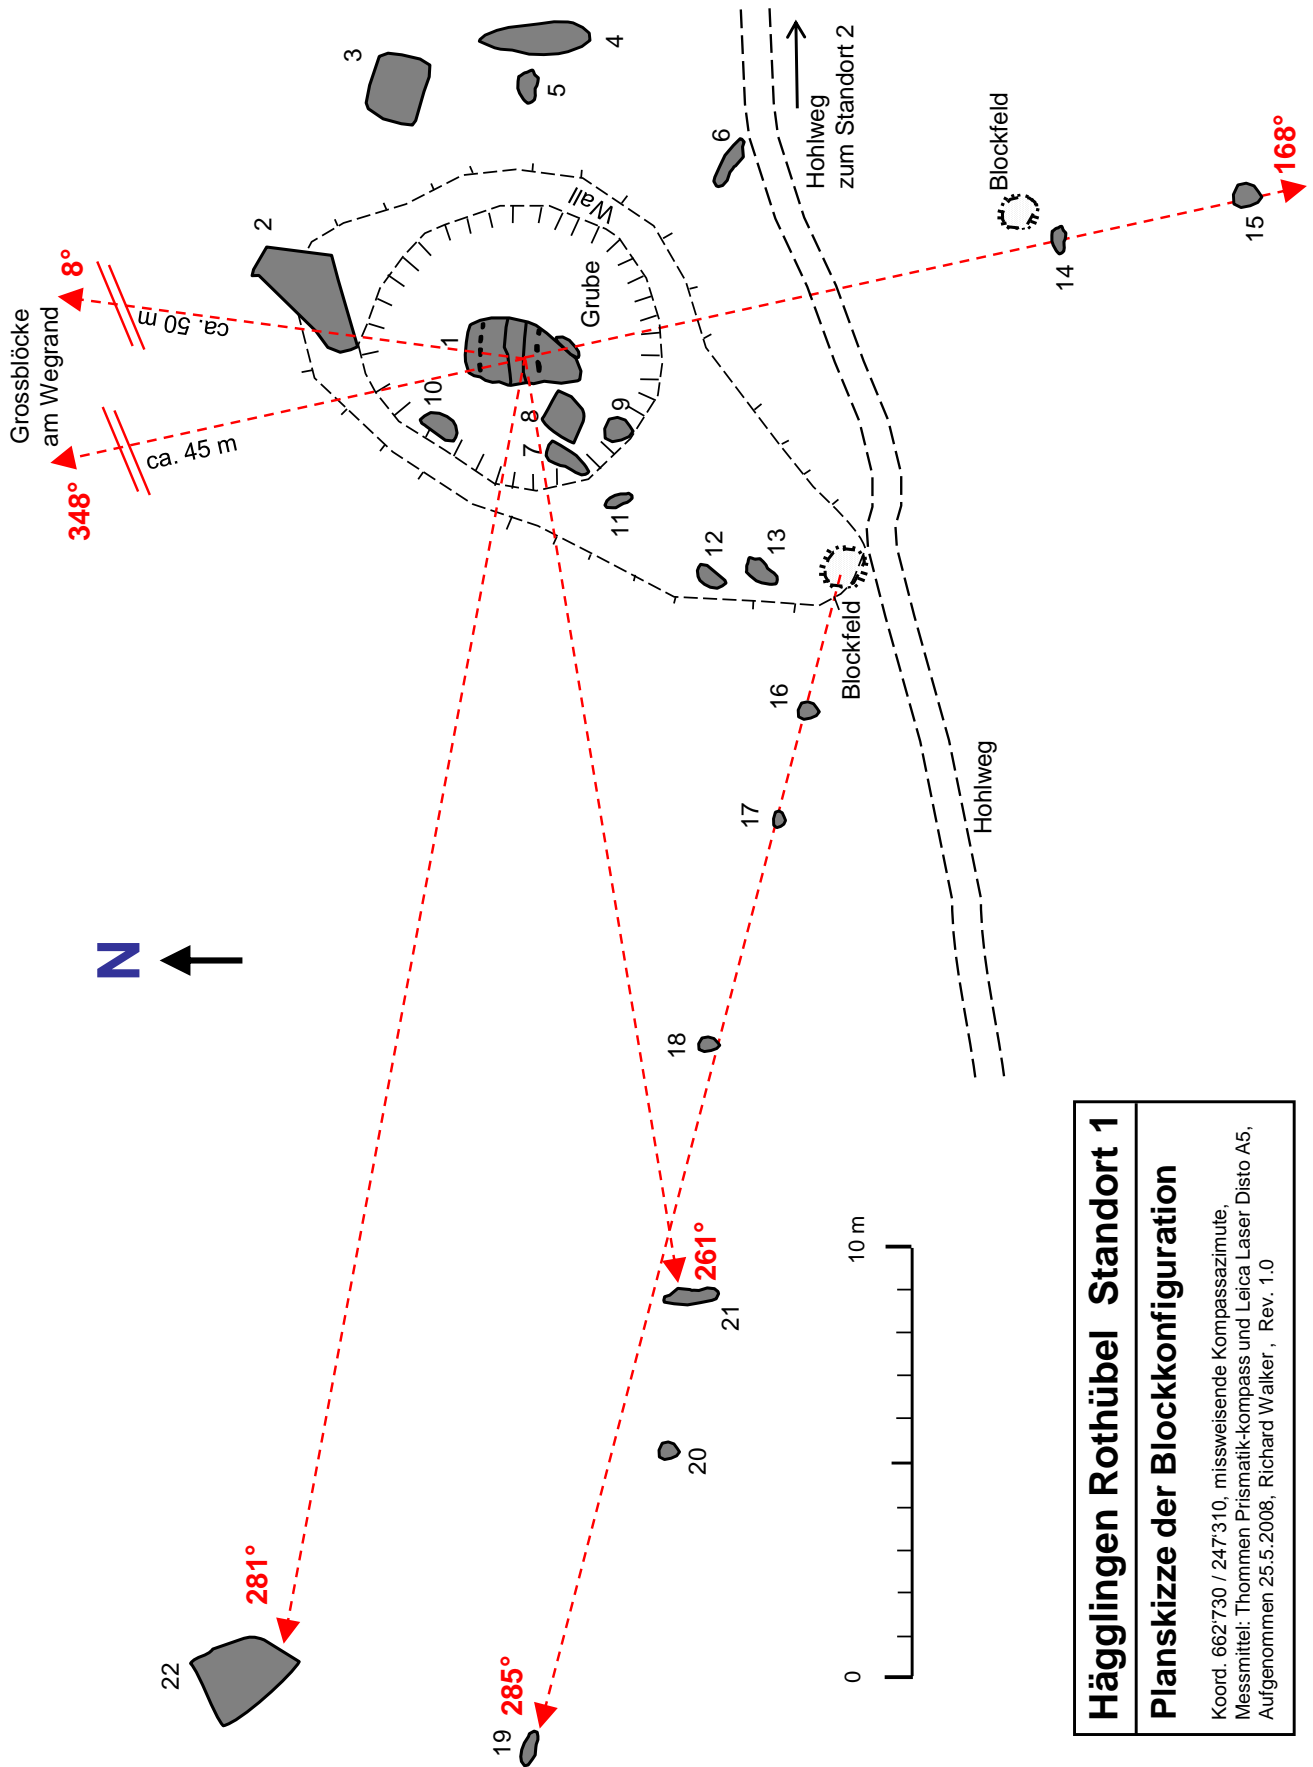 Hägglingen Rothübel Standort 1
Planskizze der Blockkonfiguration
Koord. 662'730 / 247'310, missweisende Kompassazimute,
Messmittel: Thommen Prismatik-kompass und Leica Laser Disto A5,
Aufgenommen 25.5.2008, Richard Walker , Rev. 1.0
N
Grossblöcke
am Wegrand
348°
8°
ca. 45 m
ca. 50 m
281°
285°
261°
168°
Wall
Grube
Blockfeld
Blockfeld
Hohlweg
Hohlweg
zum Standort 2
0
10 m
1
2
3
4
5
6
7
8
9
10
11
12
13
14
15
16
17
18
19
20
21
22